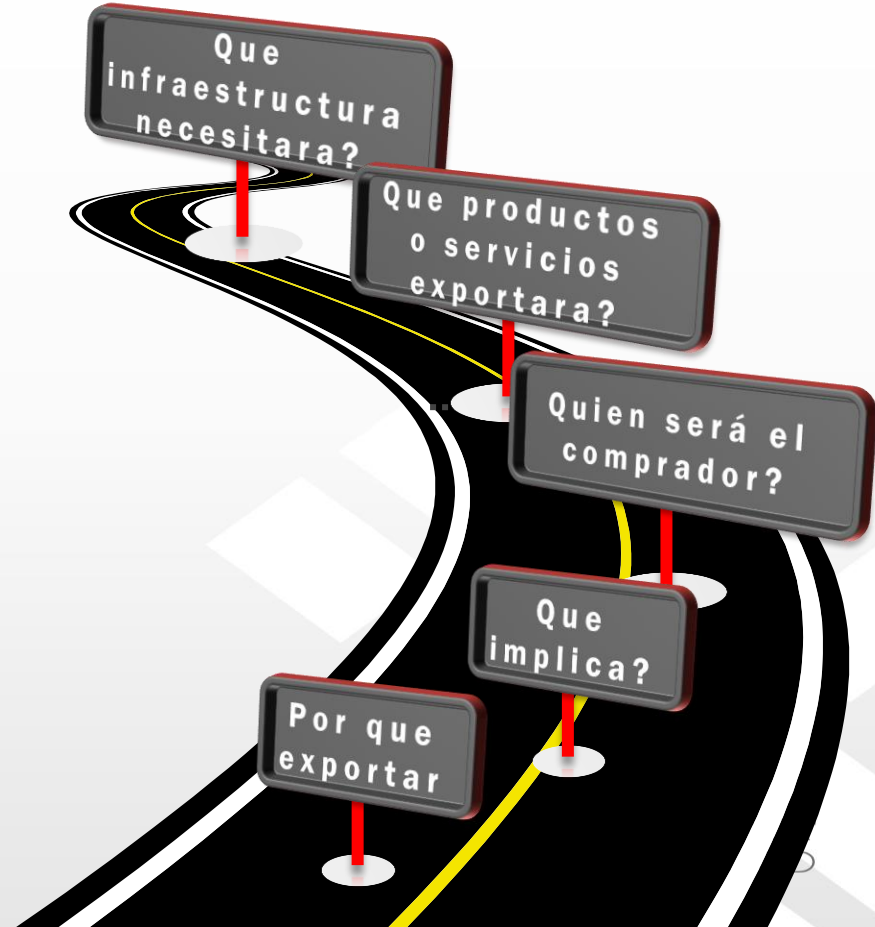 Que
infraestructura
necesitara?
Que productos
o servicios
exportara?
Quien será el
comprador?
Que
implica?
Por que
exportar